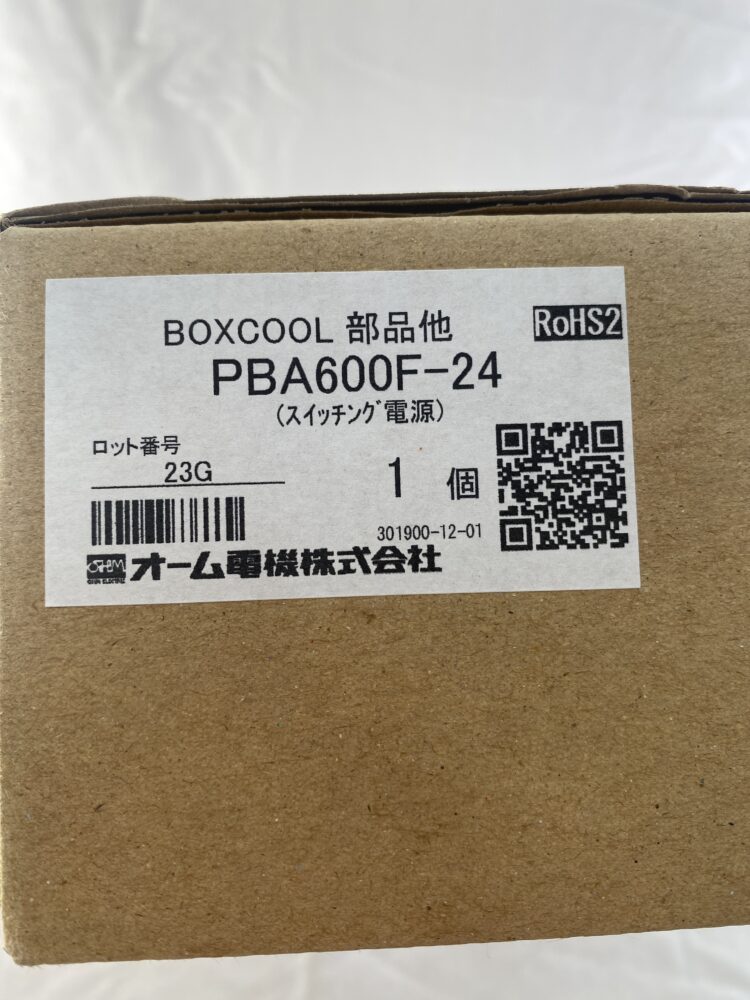 BOXCOOL 部品他
RoHS2
PBA600F-24
(スイッチング電源)
ロット番号
23G
1 個
301900-12-01
OHM
オーム電機株式会社